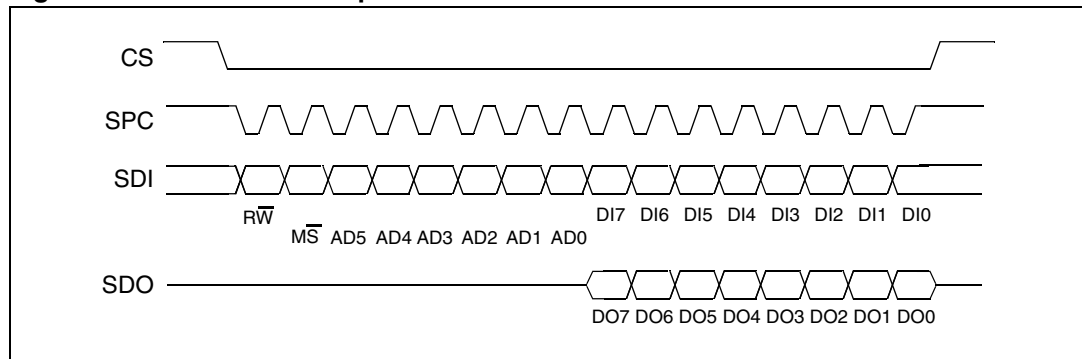 CS
SPC
SDI
RW̅
DI7 DI6 DI5 DI4 DI3 DI2 DI1 DI0
MS̅ AD5 AD4 AD3 AD2 AD1 AD0
SDO
DO7 DO6 DO5 DO4 DO3 DO2 DO1 DO0